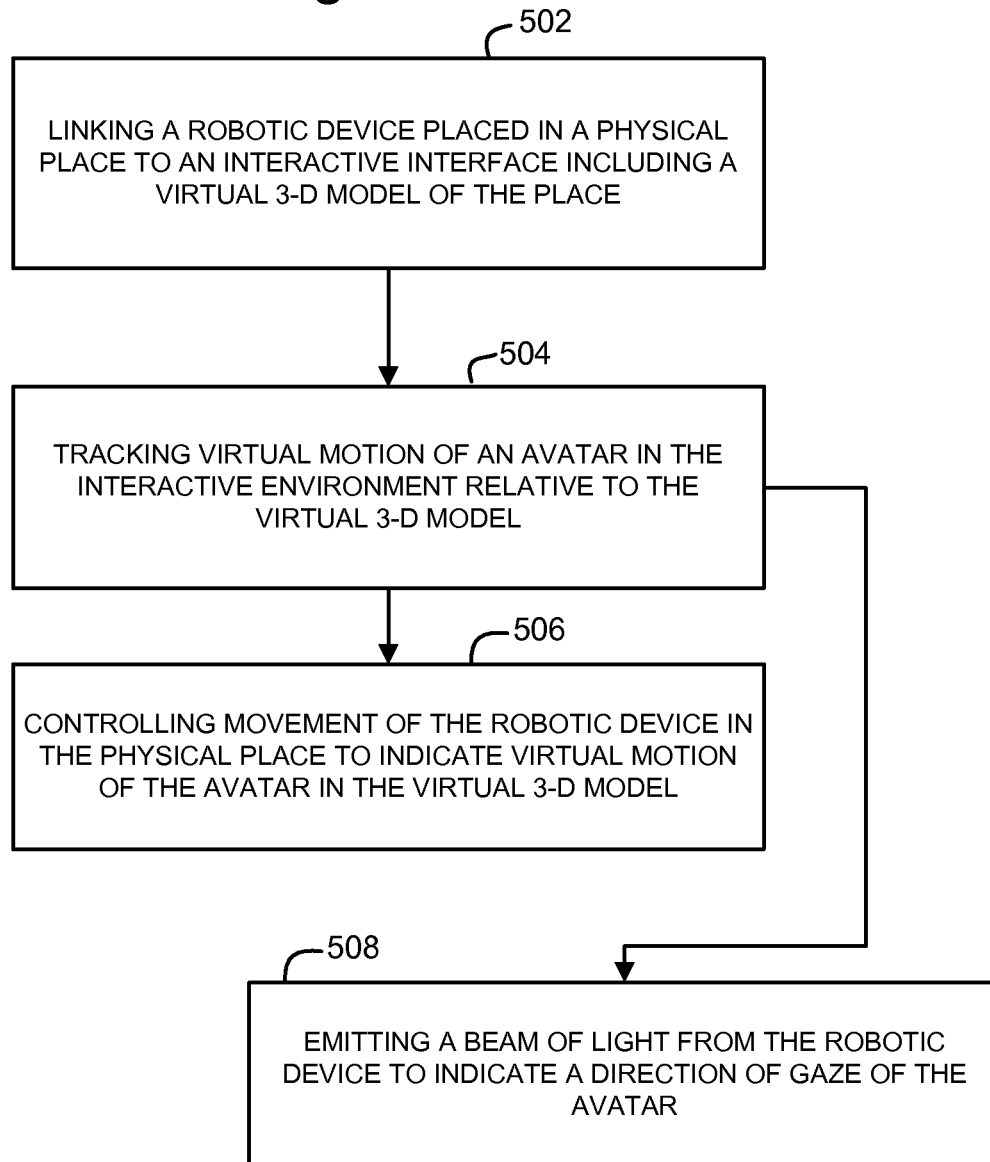 502
LINKING A ROBOTIC DEVICE PLACED IN A PHYSICAL
PLACE TO AN INTERACTIVE INTERFACE INCLUDING A
VIRTUAL 3-D MODEL OF THE PLACE
504
TRACKING VIRTUAL MOTION OF AN AVATAR IN THE
INTERACTIVE ENVIRONMENT RELATIVE TO THE
VIRTUAL 3-D MODEL
506
CONTROLLING MOVEMENT OF THE ROBOTIC DEVICE IN
THE PHYSICAL PLACE TO INDICATE VIRTUAL MOTION
OF THE AVATAR IN THE VIRTUAL 3-D MODEL
508
EMITTING A BEAM OF LIGHT FROM THE ROBOTIC
DEVICE TO INDICATE A DIRECTION OF GAZE OF THE
AVATAR